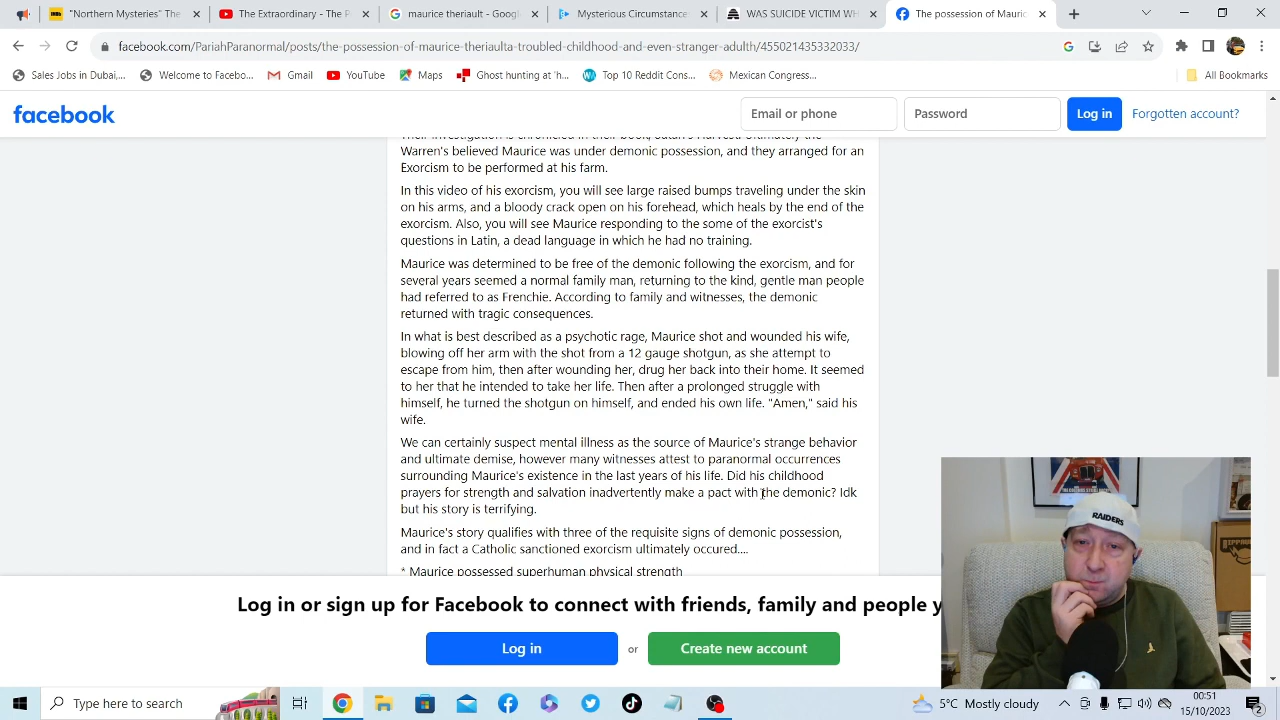 "Northern Mysteries" The
The Extraordinary - The P
maurice theriault - Google
Mysterious Circumstances
WAS SUICIDE VICTIM WH
The possession of Mauric
facebook.com/PariahParanormal/posts/the-possession-of-maurice-theriaulta-troubled-childhood-and-even-stranger-adulth/455021435332033/
Sales Jobs in Dubai,...
Welcome to Facebo...
Gmail
YouTube
Maps
Ghost hunting at 'h...
Top 10 Reddit Cons...
Mexican Congress...
All Bookmarks
facebook
Email or phone
Password
Log in
Forgotten account?
Their investigation is chronicled in their book, Satan's Harvest. Ultimately the
Warren's believed Maurice was under demonic possession, and they arranged for an
Exorcism to be performed at his farm.
In this video of his exorcism, you will see large raised bumps traveling under the skin
on his arms, and a bloody crack open on his forehead, which heals by the end of the
exorcism. Also, you will see Maurice responding to the some of the exorcist's
questions in Latin, a dead language in which he had no training.
Maurice was determined to be free of the demonic following the exorcism, and for
several years seemed a normal family man, returning to the kind, gentle man people
had referred to as Frenchie. According to family and witnesses, the demonic
returned with tragic consequences.
In what is best described as a psychotic rage, Maurice shot and wounded his wife,
blowing off her arm with the shot from a 12 gauge shotgun, as she attempt to
escape from him, then after wounding her, drug her back into their home. It seemed
to her that he intended to take her life. Then after a prolonged struggle with
himself, he turned the shotgun on himself, and ended his own life. "Amen," said his
wife.
We can certainly suspect mental illness as the source of Maurice's strange behavior
and ultimate demise, however many witnesses attest to paranormal occurrences
surrounding Maurice's existence in the last years of his life. Did his childhood
prayers for strength and salvation inadvertently make a pact with the demonic? Idk
but his story is terrifying.
Maurice's story qualifies with three of the requisite signs of demonic possession,
and in fact a Catholic sanctioned exorcism ultimately occured....
* Maurice possessed superhuman physical strength
Log in or sign up for Facebook to connect with friends, family and people y
Log in
or
Create new account
RAIDERS
Type here to search
5°C Mostly cloudy
00:51
15/10/2023
2